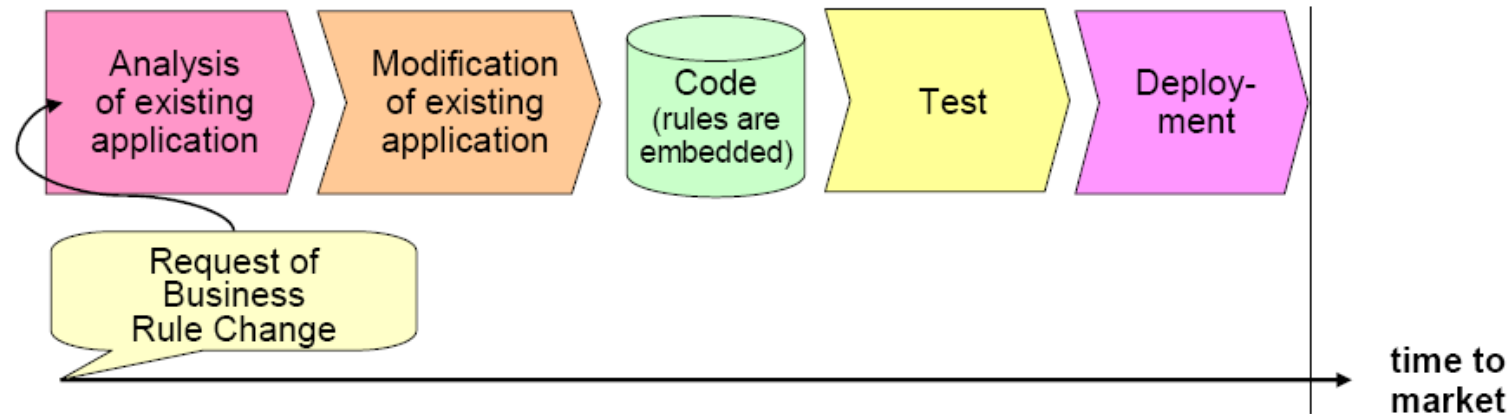 Analysis
of existing
application
Modification
of existing
application
Code
(rules are
embedded)
Test
Deploy-
ment
Request of
Business
Rule Change
time to
market